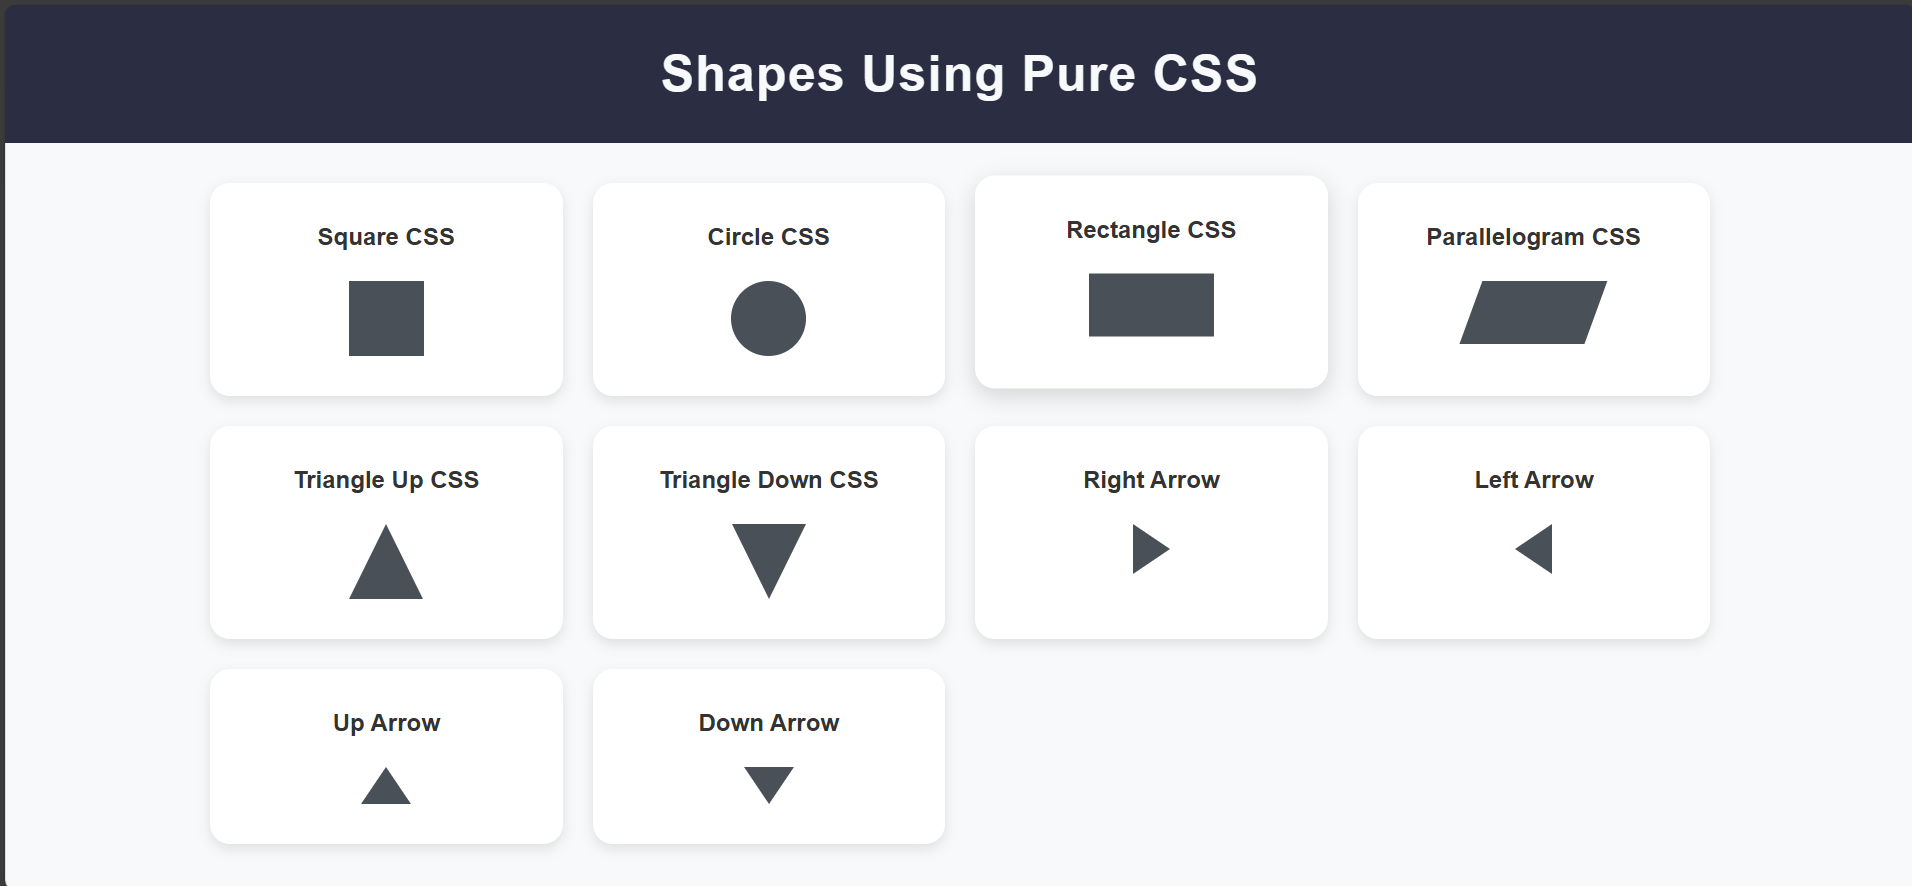 Shapes Using Pure CSS
Square CSS
Circle CSS
Rectangle CSS
Parallelogram CSS
Triangle Up CSS
Triangle Down CSS
Right Arrow
Left Arrow
Up Arrow
Down Arrow